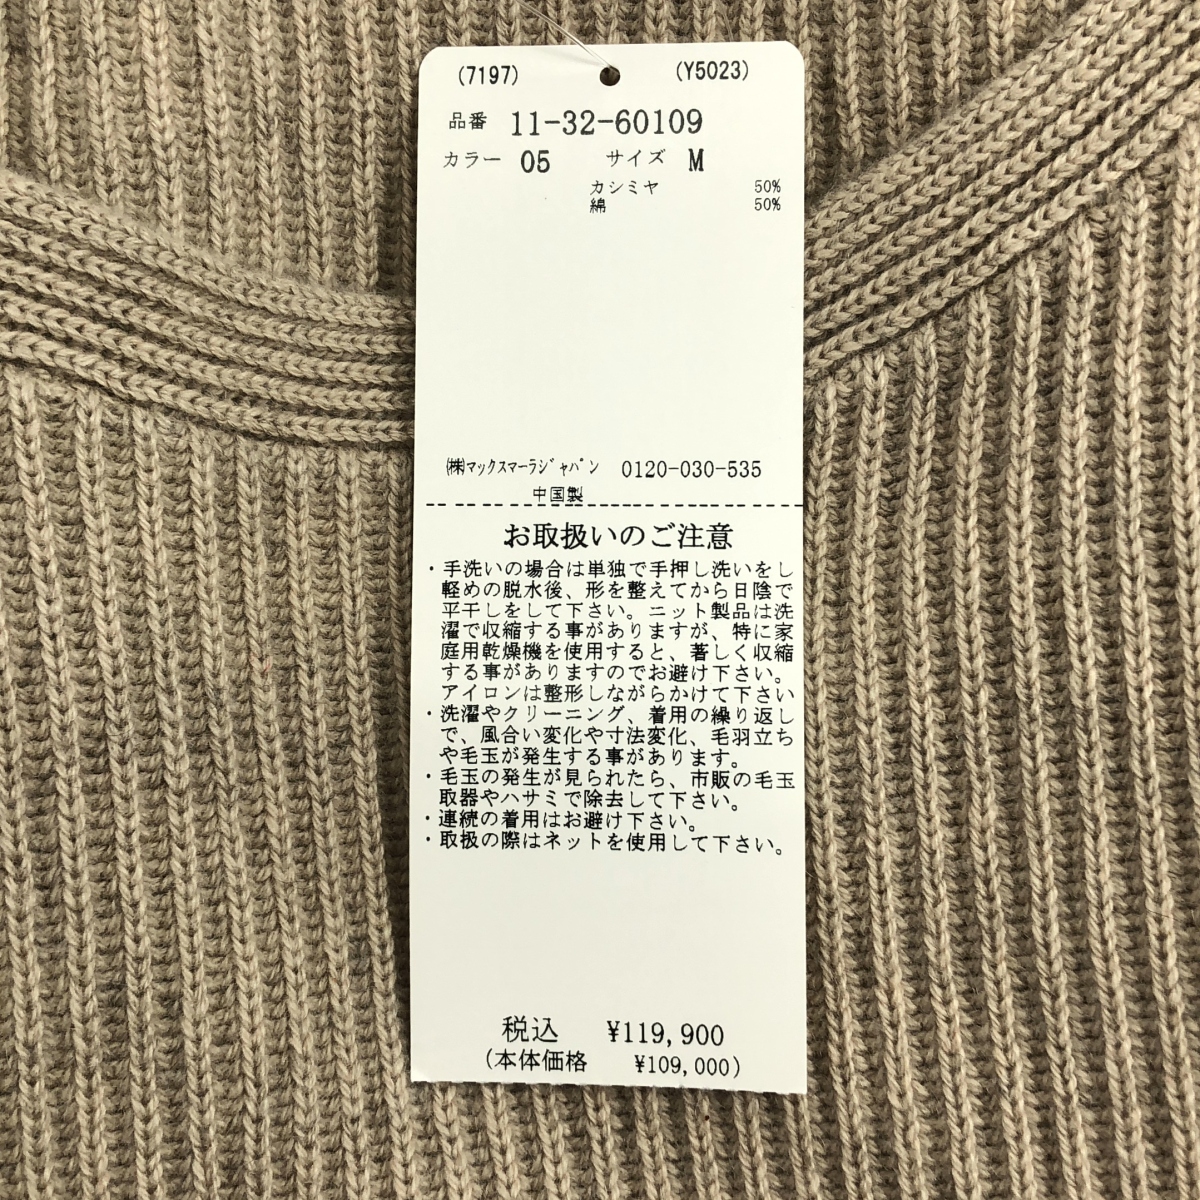 (7197) (Y5023)
品番 11-32-60109
カラー 05 サイズ M
カシミヤ 50%
綿 50%
㈱マックスマーラジャパン 0120-030-535
中国製
お取扱いのご注意
・手洗いの場合は単独で手押し洗いをし
軽めの脱水後、形を整えてから日陰で
平干しをして下さい。ニット製品は洗
濯で収縮する事がありますが、特に家
庭用乾燥機を使用すると、著しく収縮
する事がありますのでお避け下さい。
アイロンは整形しながらかけて下さい
・洗濯やクリーニング、着用の繰り返し
で、風合い変化や寸法変化、毛羽立ち
や毛玉が発生する事があります。
・毛玉の発生が見られたら、市販の毛玉
取器やハサミで除去して下さい。
・連続の着用はお避け下さい。
・取扱の際はネットを使用して下さい。
税込 ¥119,900
(本体価格 ¥109,000)